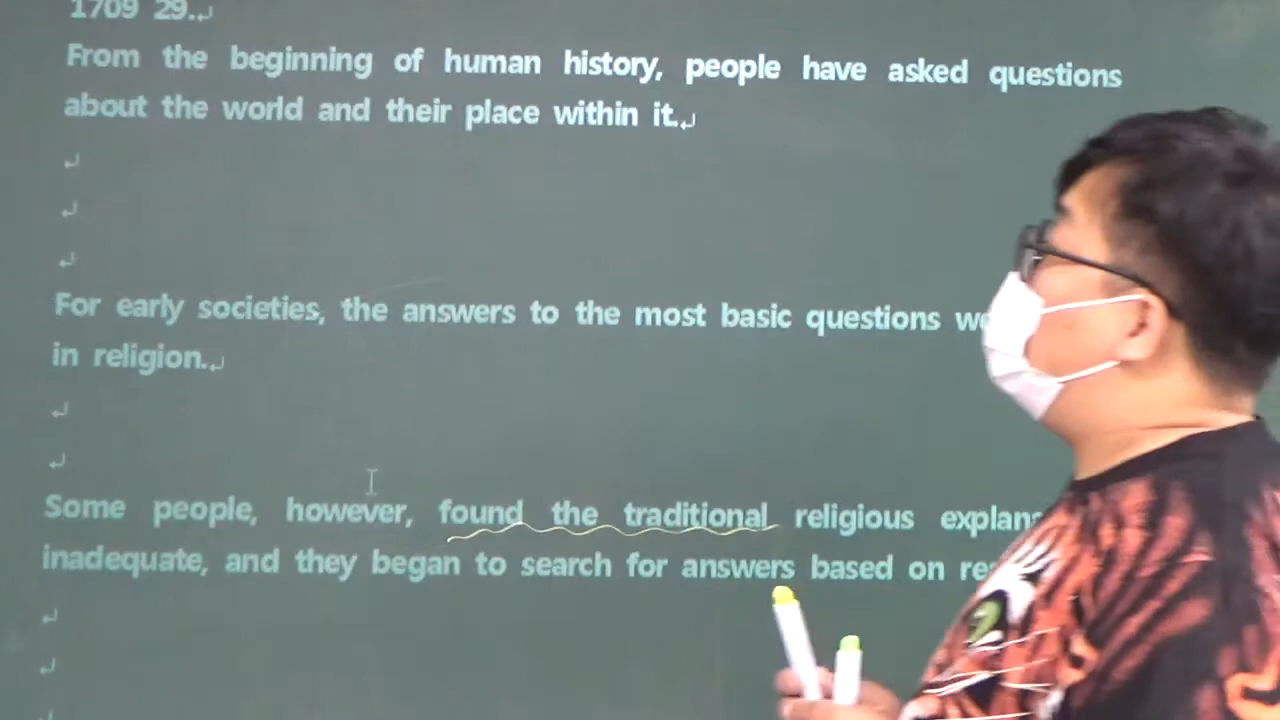 1709 29.
From the beginning of human history, people have asked questions
about the world and their place within it.
For early societies, the answers to the most basic questions
in religion.
Some people, however, found the traditional religious
inadequate, and they began to search for answers based on